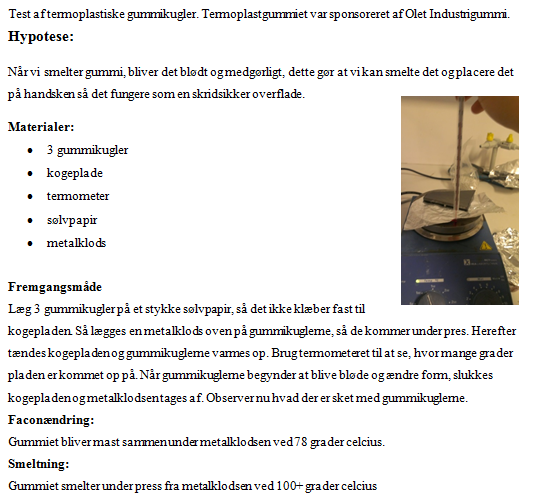 Test af termoplastiske gummikugler. Termoplastgummiet var sponsoreret af Olet Industrigummi.
Hypotese:
Når vi smelter gummi, bliver det blødt og medgørligt, dette gør at vi kan smelte det og placere det
på handsken så det fungere som en skridsikker overflade.
Materialer:
• 3 gummikugler
• kogeplade
• termometer
• sølvpapir
• metalklods
Fremgangsmåde
Læg 3 gummikugler på et stykke sølvpapir, så det ikke klæber fast til
kogepladen. Så lægges en metalklods oven på gummikuglerne, så de kommer under pres. Herefter
tændes kogepladen og gummikuglerne varmes op. Brug termometeret til at se, hvor mange grader
pladen er kommet op på. Når gummikuglerne begynder at blive bløde og ændre form, slukkes
kogepladen og metalklodsen tages af. Observer nu hvad der er sket med gummikuglerne.
Faconændring:
Gummiet bliver mast sammen under metalklodsen ved 78 grader celcius.
Smeltning:
Gummiet smelter under press fra metalklodsen ved 100+ grader celcius